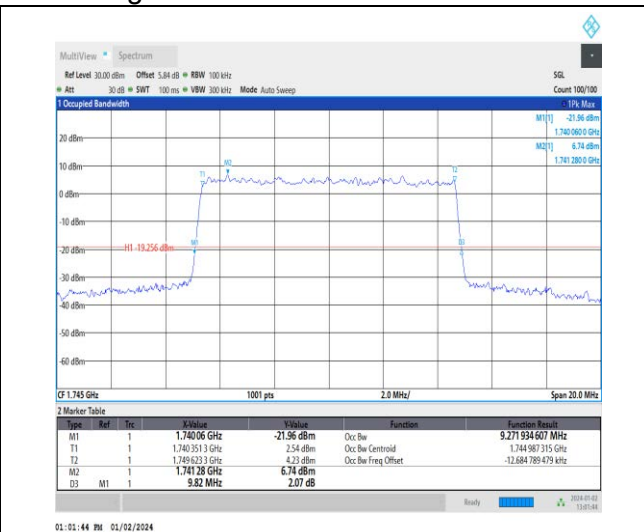 MultiView Spectrum
Ref Level 30.00 dBm Offset 5.84 dB RBW 100 kHz SGL
Att 30 dB SWT 100 ms VBW 300 kHz Mode Auto Sweep Count 100/100
1 Occupied Bandwidth 1Pk Max
M1[1] -21.96 dBm
1.740 060 0 GHz
M2[1] 6.74 dBm
1.741 280 0 GHz
20 dBm
10 dBm
M2
T1
T2
0 dBm
-10 dBm
M1
D3
-20 dBm
H1 -19.256 dBm
-30 dBm
-40 dBm
-50 dBm
-60 dBm
CF 1.745 GHz 1001 pts 2.0 MHz/ Span 20.0 MHz
2 Marker Table
Type Ref Trc X-Value Y-Value Function Function Result
M1 1 1.740 06 GHz -21.96 dBm Occ Bw 9.271 934 607 MHz
T1 1 1.740 351 3 GHz 2.54 dBm Occ Bw Centroid 1.744 987 315 GHz
T2 1 1.749 623 3 GHz 4.23 dBm Occ Bw Freq Offset -12.684 789 479 kHz
M2 1 1.741 28 GHz 6.74 dBm
D3 M1 1 9.82 MHz 2.07 dB
Ready 2024-01-02
13:01:44
01:01:44 PM 01/02/2024